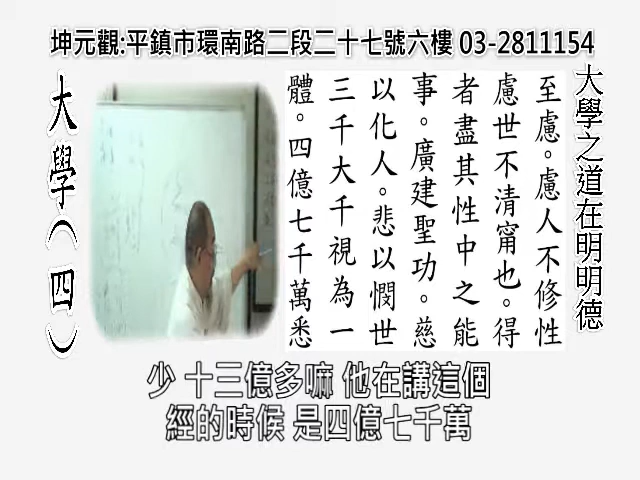 坤元觀:平鎮市環南路二段二十七號六樓 03-2811154
大學之道在明明德
至慮。慮人不修性
慮世不清甯也。得
者盡其性中之能
事。廣建聖功。慈
以化人。悲以憫世
三千大千視為一
體。四億七千萬悉
大學(四)
少 十三億多嘛 他在講這個
經的時候 是四億七千萬